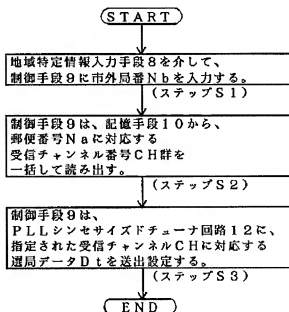 START
地域特定情報入力手段8を介して、
制御手段9に市外局番Nbを入力する。
(ステップS1)
制御手段9は、記憶手段10から、
郵便番号Naに対応する
受信チャンネル番号CH群を
一括して読み出す。
(ステップS2)
制御手段9は、
PLLシンセサイズドチューナ回路12に、
指定された受信チャンネルCHに対応する
選局データDtを送出設定する。
(ステップS3)
END